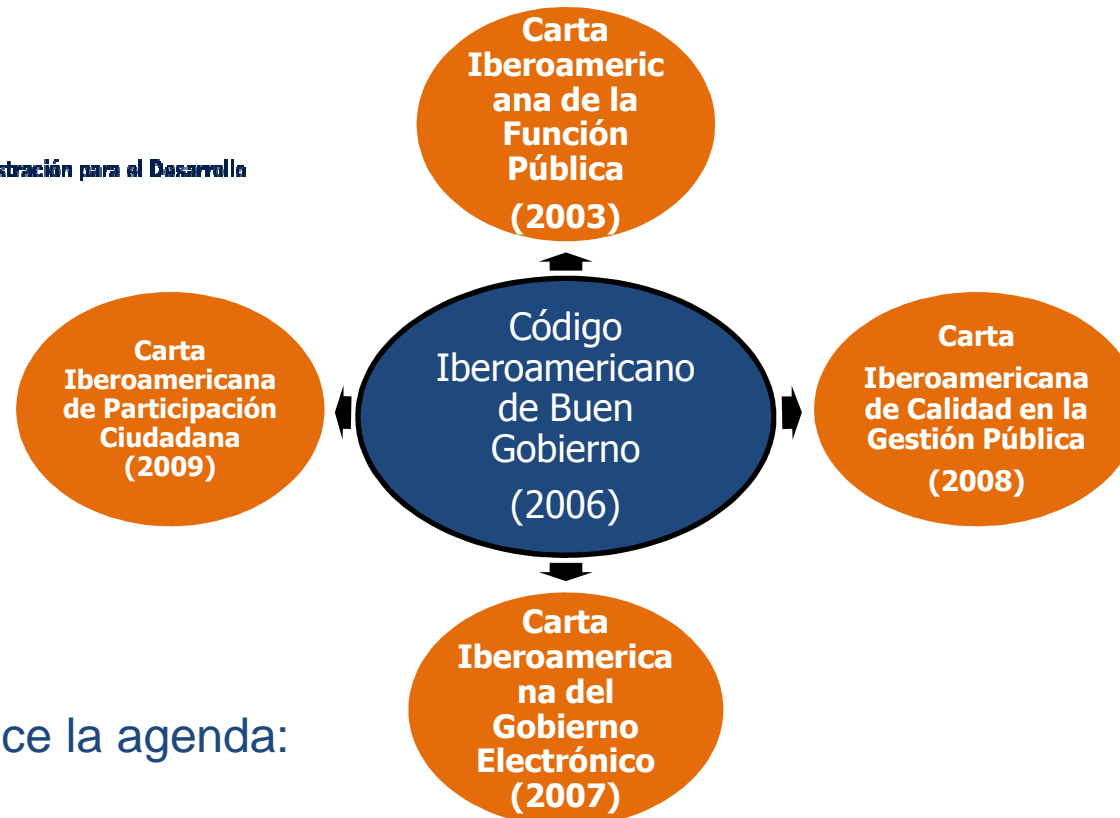 Carta
Iberoameric
ana de la
Función
Pública
(2003)
stración para el Desarrollo
Código
Iberoamericano
de Buen
Gobierno
(2006)
Carta
Iberoamericana
de Participación
Ciudadana
(2009)
Carta
Iberoamericana
de Calidad en la
Gestión Pública
(2008)
Carta
Iberoamerica
na del
Gobierno
Electrónico
(2007)
ce la agenda: